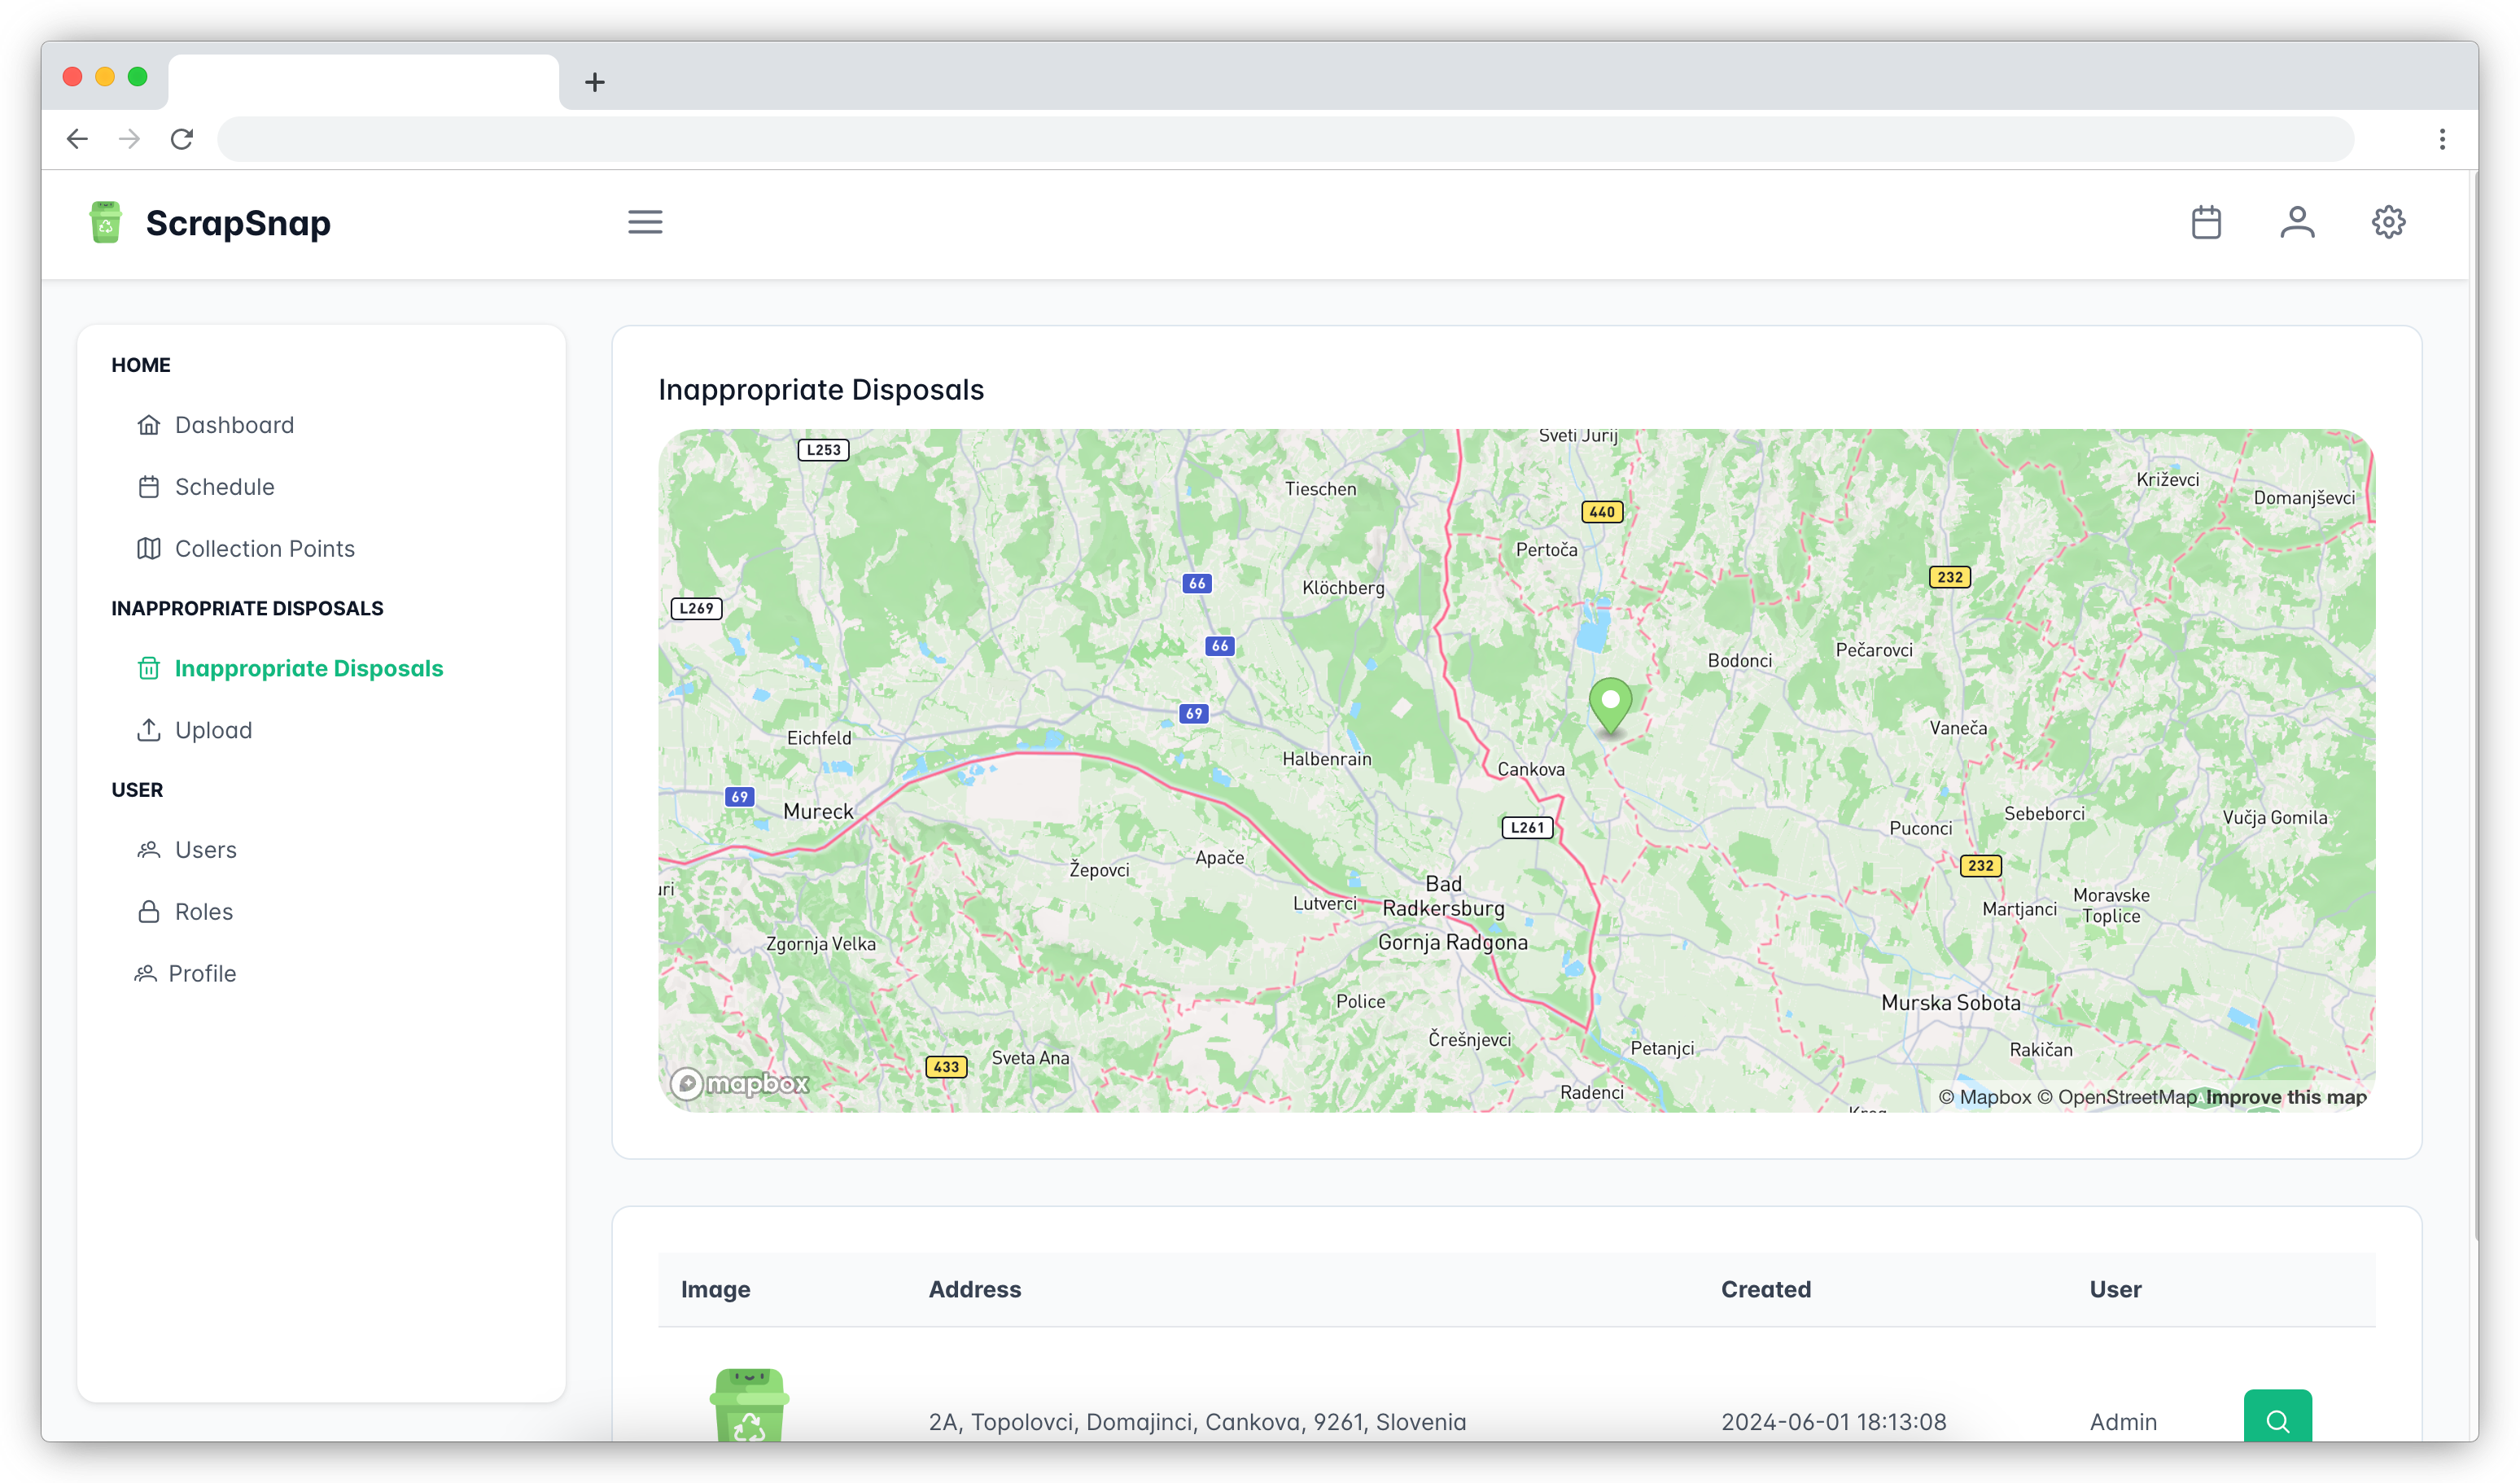 ScrapSnap
HOME
Dashboard
Schedule
Collection Points
INAPPROPRIATE DISPOSALS
Inappropriate Disposals
Upload
USER
Users
Roles
Profile
Inappropriate Disposals
Sveti Jurij
L253
Križevci
Tieschen
Domanjševci
440
Pertoča
232
66
Klöchberg
L269
66
Pečarovci
Bodonci
69
Vaneča
Eichfeld
Halbenrain
Cankova
69
Mureck
Sebeborci
Vučja Gomila
L261
Puconci
Apače
232
Žepovci
Bad
Radkersburg
Moravske
Toplice
Lutverci
Martjanci
Zgornja Velka
Gornja Radgona
Police
Murska Sobota
Črešnjevci
Petanjci
Rakičan
Sveta Ana
433
mapbox
Radenci
© Mapbox © OpenStreetMap Improve this map
Image Address Created User
2A, Topolovci, Domajinci, Cankova, 9261, Slovenia 2024-06-01 18:13:08 Admin